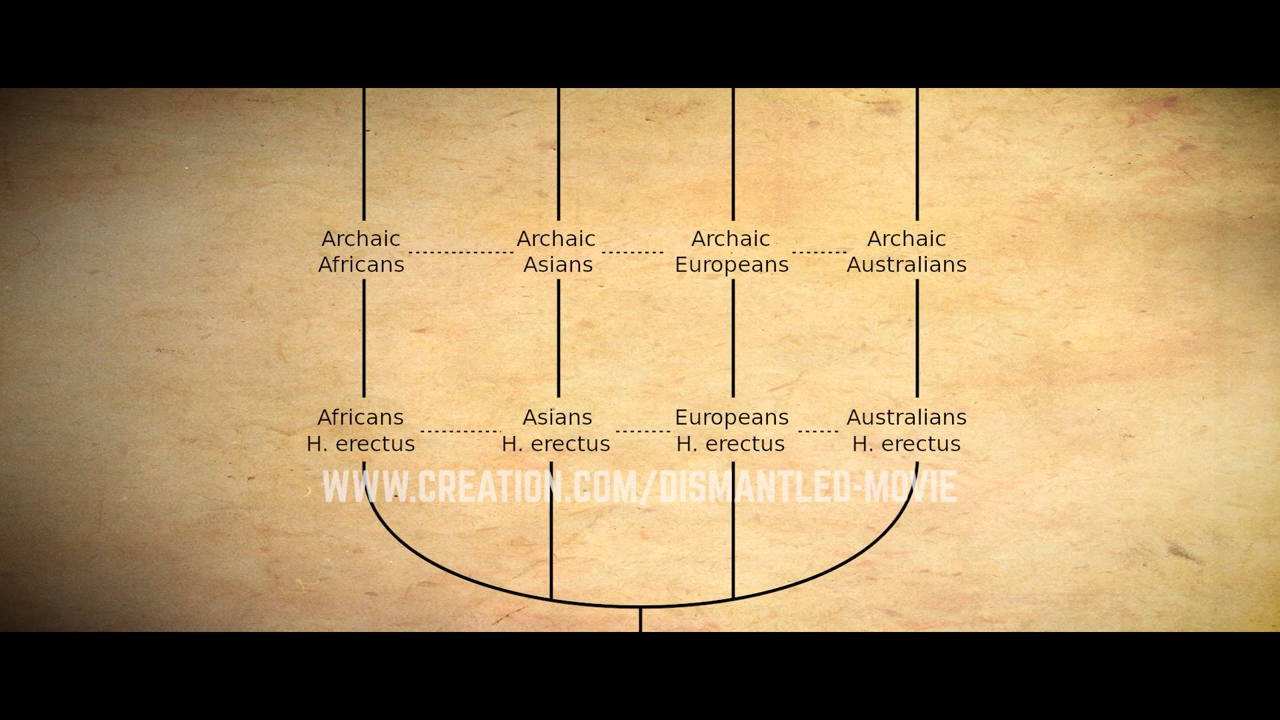 Archaic Africans
Archaic Asians
Archaic Europeans
Archaic Australians
Africans H. erectus
Asians H. erectus
Europeans H. erectus
Australians H. erectus
WWW.CREATION.COM/DISMANTLED-MOVIE